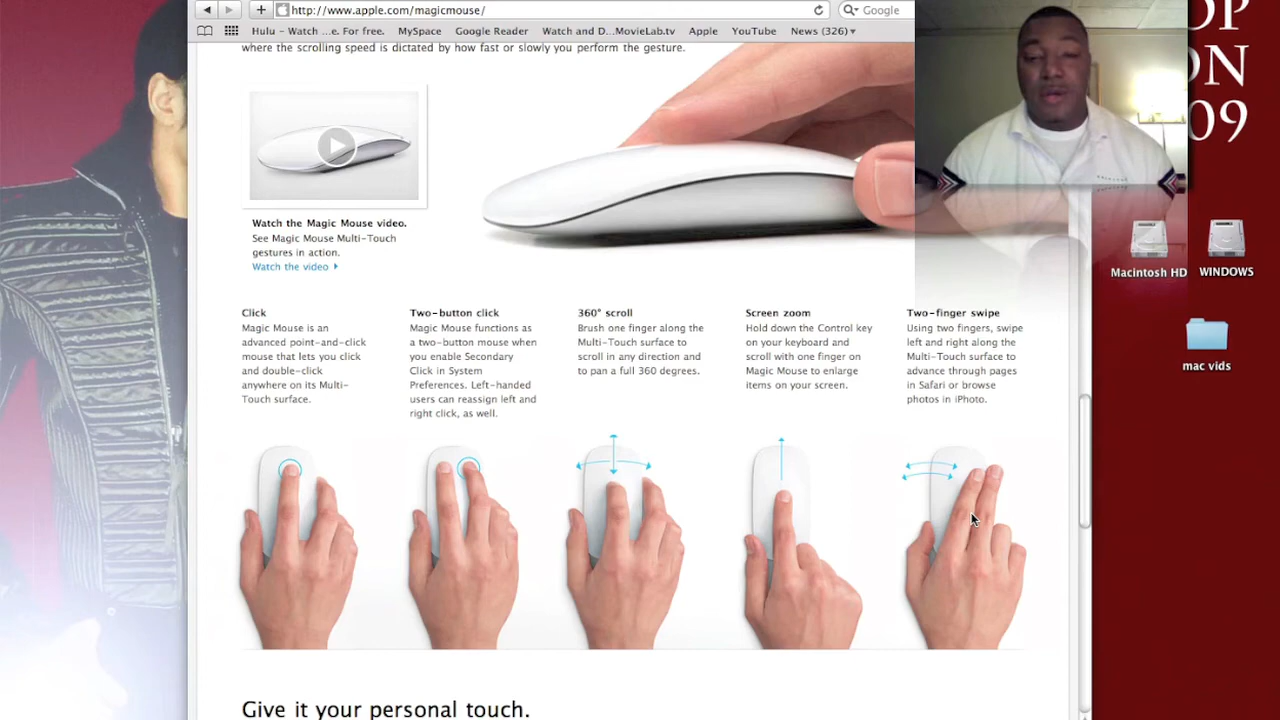 http://www.apple.com/magicmouse/
Google
Hulu – Watch ...e. For free.
MySpace
Google Reader
Watch and D...MovieLab.tv
Apple
YouTube
News (326)
where the scrolling speed is dictated by how fast or slowly you perform the gesture.
OP
ON
09
Watch the Magic Mouse video.
See Magic Mouse Multi-Touch
gestures in action.
Watch the video
Macintosh HD
WINDOWS
mac vids
Click
Magic Mouse is an
advanced point-and-click
mouse that lets you click
and double-click
anywhere on its Multi-
Touch surface.
Two-button click
Magic Mouse functions as
a two-button mouse when
you enable Secondary
Click in System
Preferences. Left-handed
users can reassign left and
right click, as well.
360° scroll
Brush one finger along the
Multi-Touch surface to
scroll in any direction and
to pan a full 360 degrees.
Screen zoom
Hold down the Control key
on your keyboard and
scroll with one finger on
Magic Mouse to enlarge
items on your screen.
Two-finger swipe
Using two fingers, swipe
left and right along the
Multi-Touch surface to
advance through pages
in Safari or browse
photos in iPhoto.
Give it your personal touch.